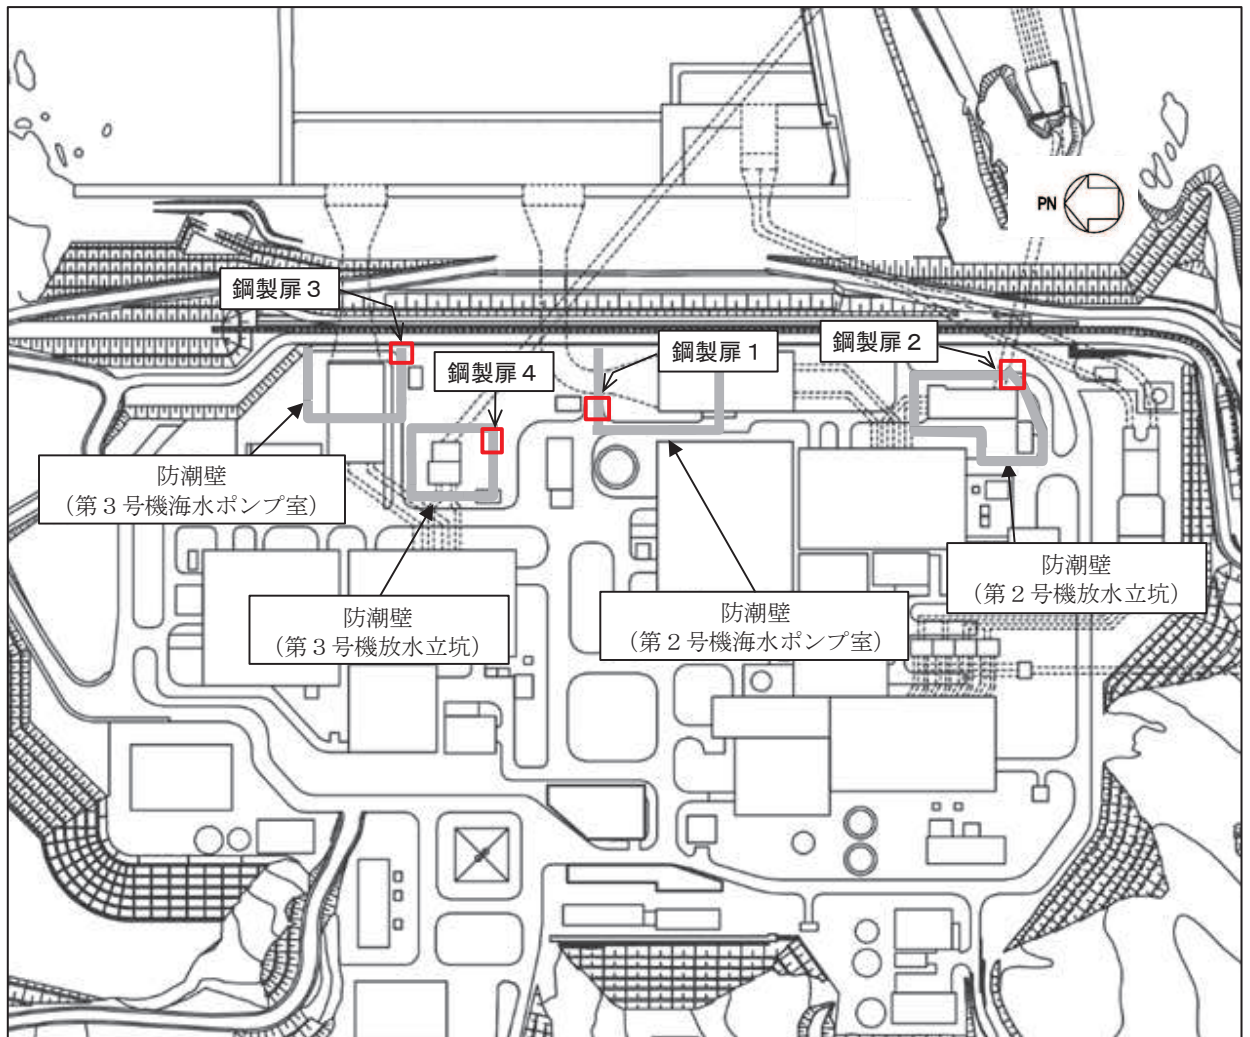 PN
鋼製扉３
鋼製扉４
鋼製扉１
鋼製扉２
防潮壁
（第３号機海水ポンプ室）
防潮壁
（第３号機放水立坑）
防潮壁
（第２号機海水ポンプ室）
防潮壁
（第２号機放水立坑）